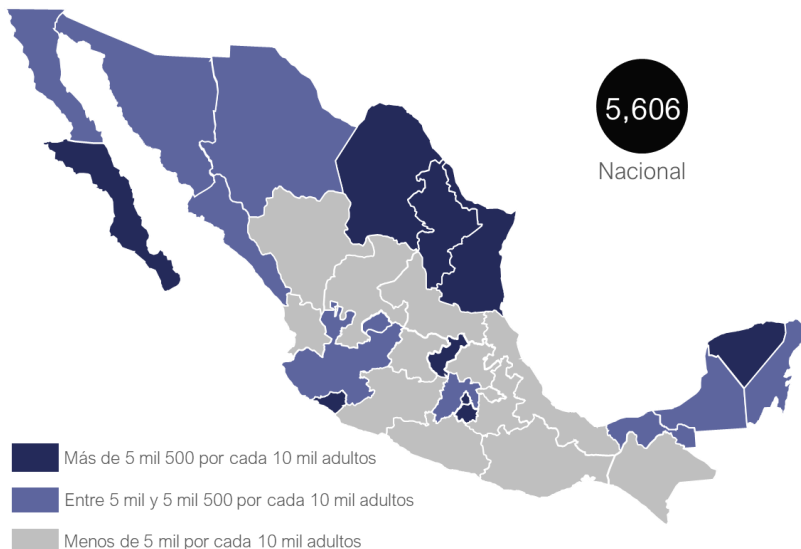 5,606
Nacional
Más de 5 mil 500 por cada 10 mil adultos
Entre 5 mil y 5 mil 500 por cada 10 mil adultos
Menos de 5 mil por cada 10 mil adultos